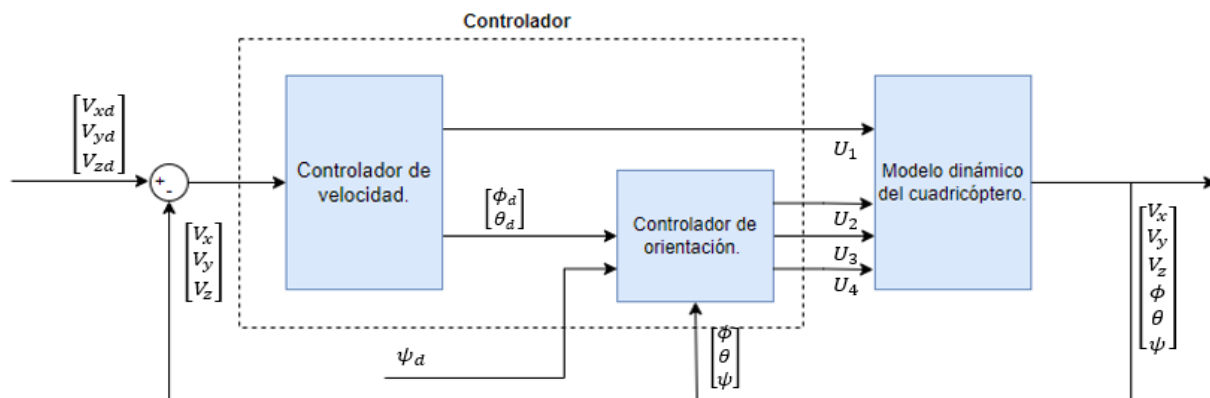 Controlador
V_xd
V_yd
V_zd
+
-
V_x
V_y
V_z
Controlador de
velocidad.
ϕ_d
θ_d
Controlador de
orientación.
ψ_d
ϕ
θ
ψ
U_1
U_2
U_3
U_4
Modelo dinámico
del cuadricóptero.
V_x
V_y
V_z
ϕ
θ
ψ